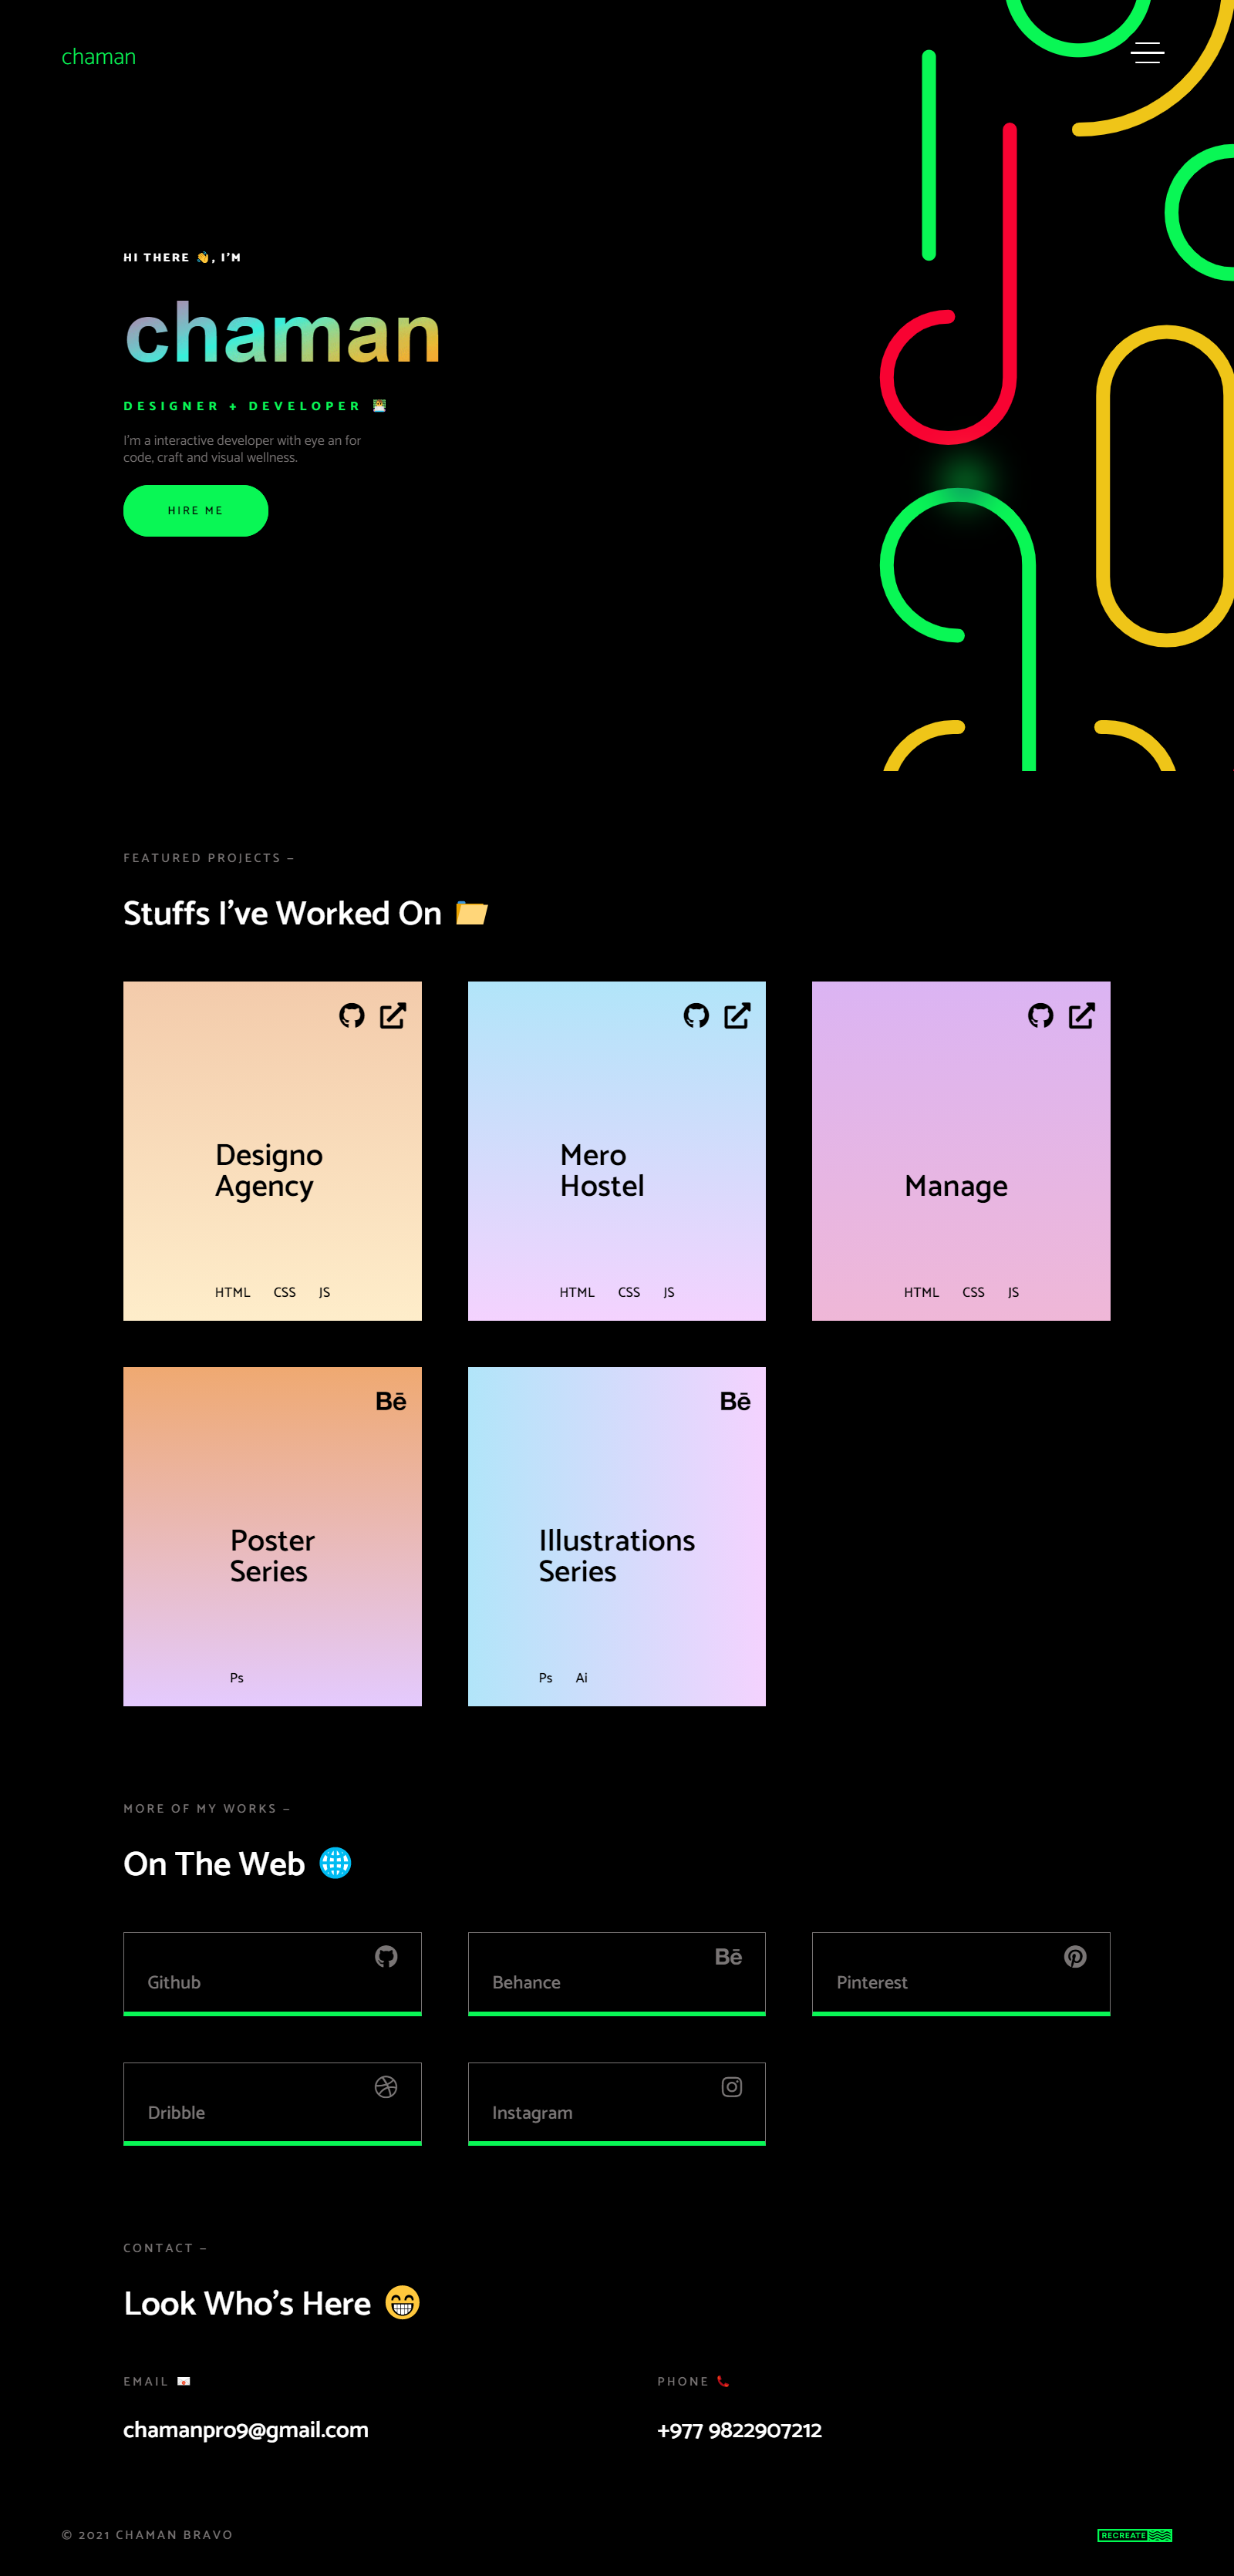 chaman
HI THERE 👋, I'M
chaman
DESIGNER + DEVELOPER
I'm a interactive developer with eye an for
code, craft and visual wellness.
HIRE ME
FEATURED PROJECTS –
Stuffs I've Worked On
Designo
Agency
HTML CSS JS
Mero
Hostel
HTML CSS JS
Manage
HTML CSS JS
Bē
Poster
Series
Ps
Bē
Illustrations
Series
Ps Ai
MORE OF MY WORKS –
On The Web
Github
Bē
Behance
Pinterest
Dribble
Instagram
CONTACT –
Look Who's Here
EMAIL
chamanpro9@gmail.com
PHONE
+977 9822907212
© 2021 CHAMAN BRAVO
RECREATE